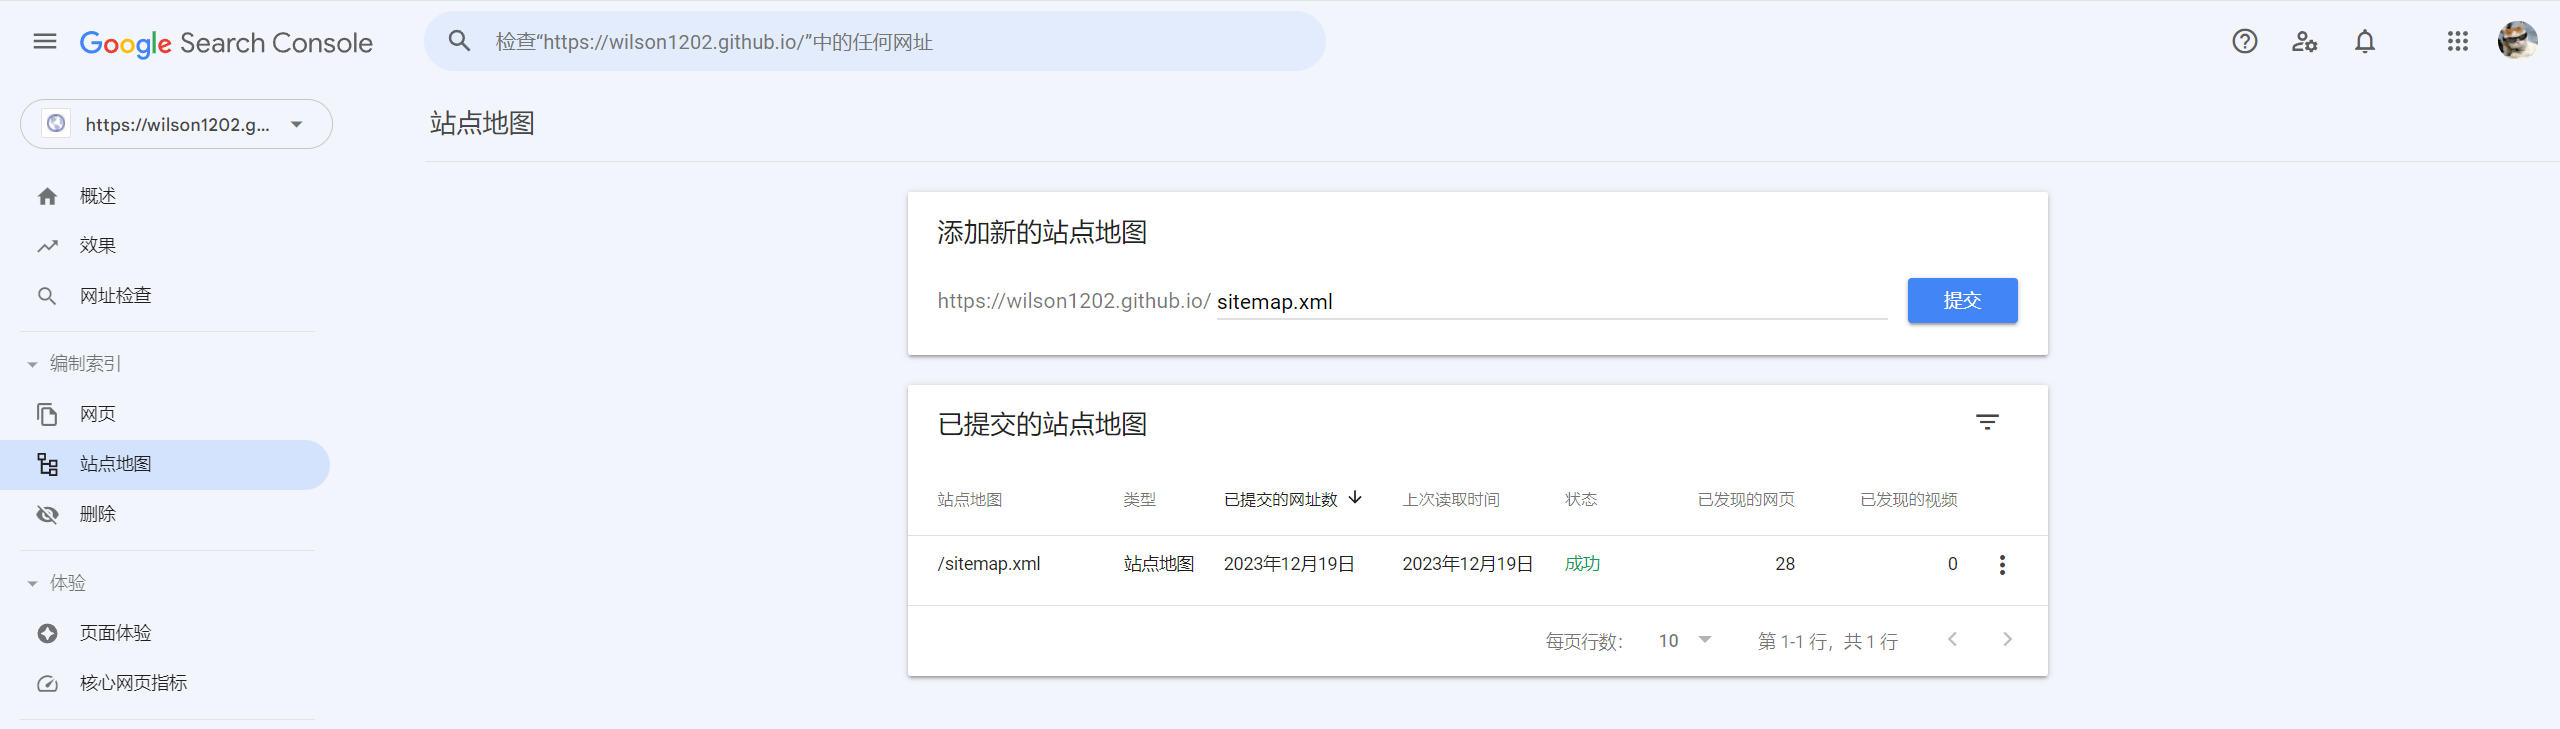 Google Search Console
检查“https://wilson1202.github.io/”中的任何网址
https://wilson1202.g...
站点地图
概述
效果
网址检查
编制索引
网页
站点地图
删除
体验
页面体验
核心网页指标
添加新的站点地图
https://wilson1202.github.io/ sitemap.xml
提交
已提交的站点地图
站点地图 类型 已提交的网址数 上次读取时间 状态 已发现的网页 已发现的视频
/sitemap.xml 站点地图 2023年12月19日 2023年12月19日 成功 28 0
每页行数： 10 第 1-1 行，共 1 行